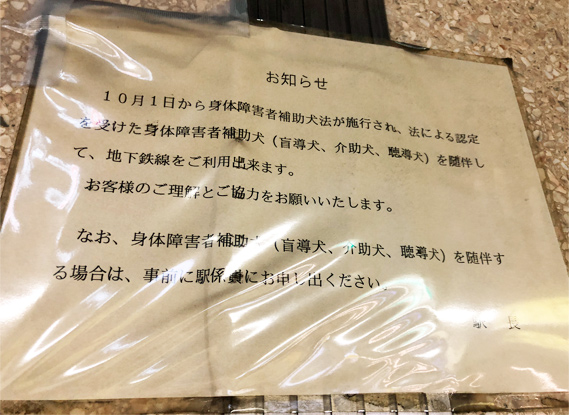 お知らせ
１０月１日から身体障害者補助犬法が施行され、法による認定
を受けた身体障害者補助犬（盲導犬、介助犬、聴導犬）を随伴し
て、地下鉄線をご利用出来ます。
お客様のご理解とご協力をお願いいたします。
なお、身体障害者補助犬（盲導犬、介助犬、聴導犬）を随伴す
る場合は、事前に駅係員にお申し出ください。
駅　長